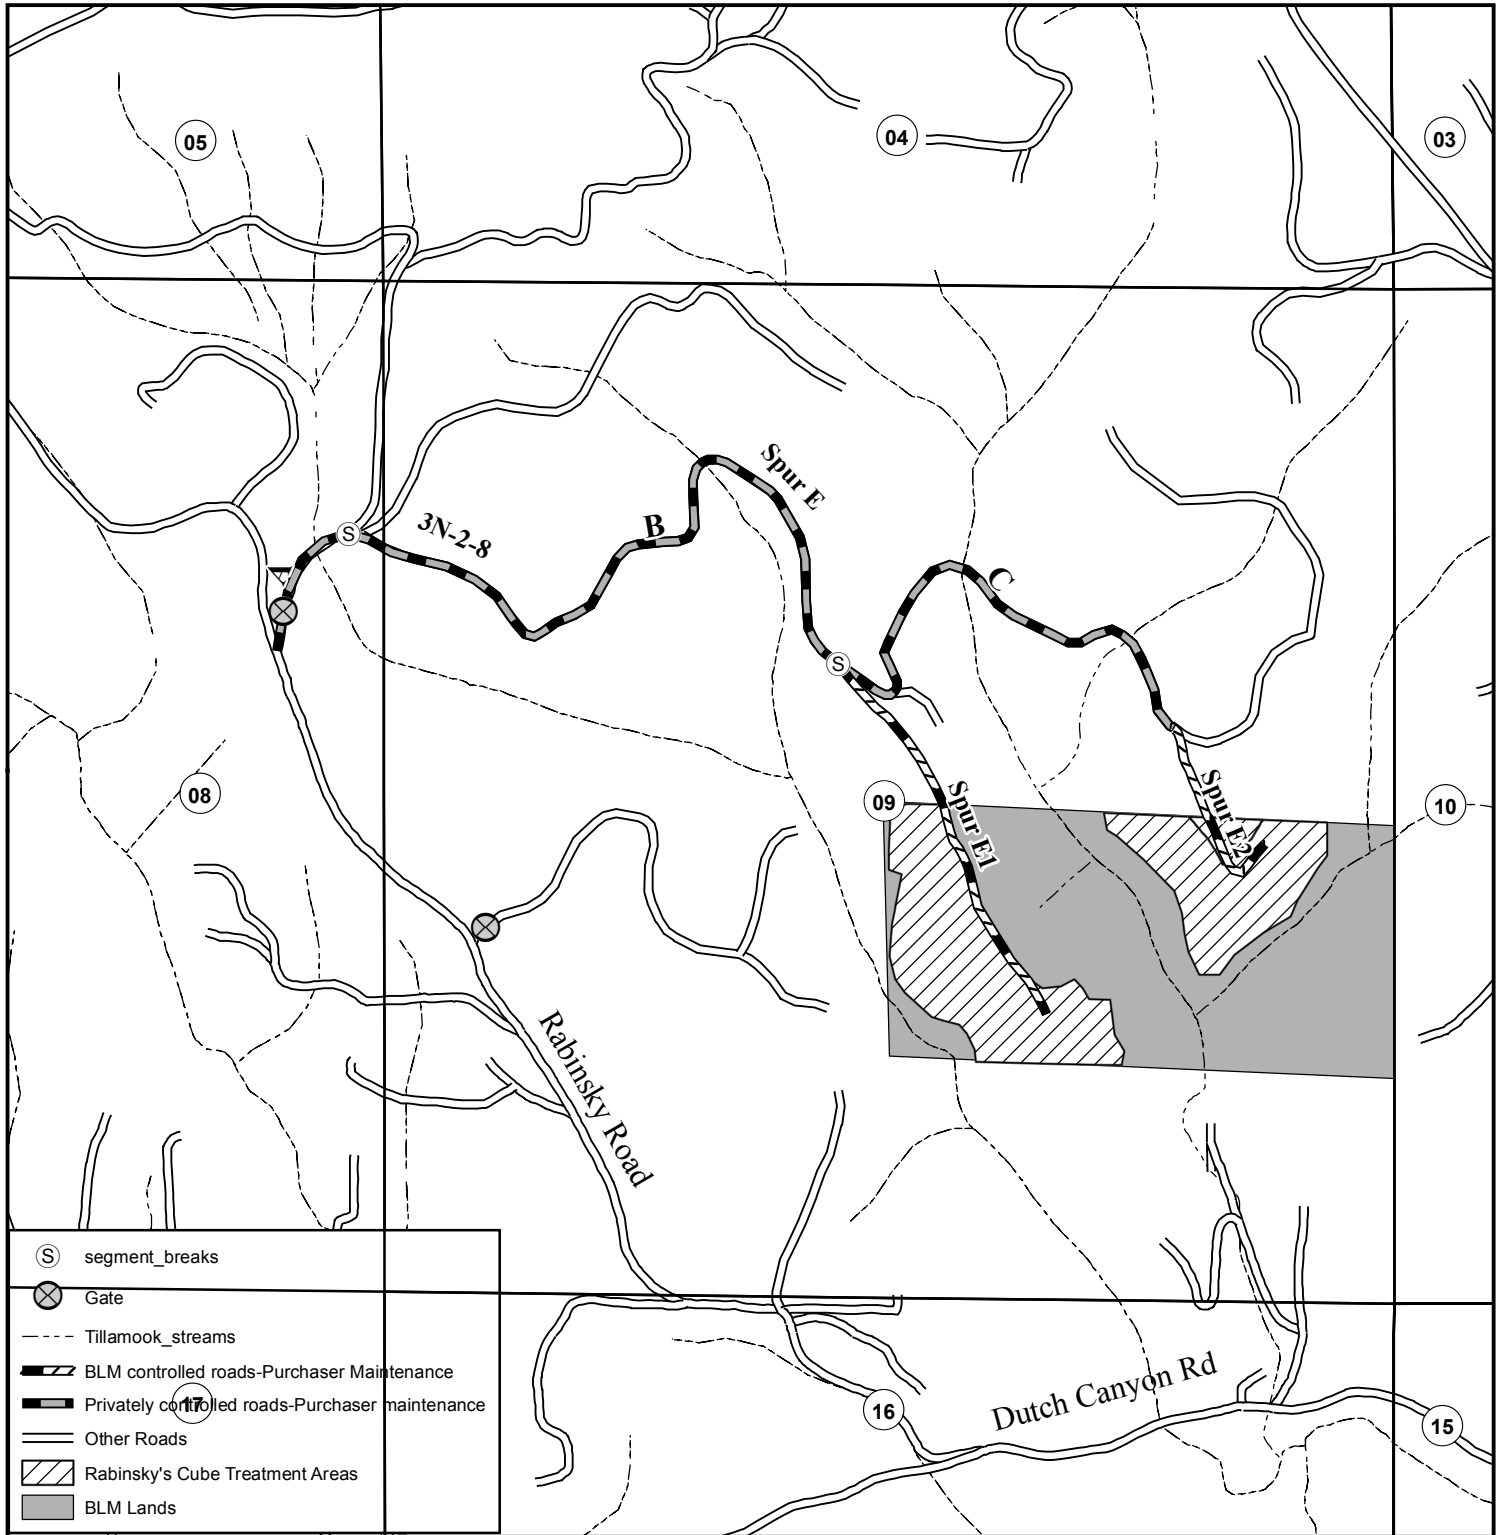 05
04
03
Spur E
3N-2-8
B
S
C
S
08
09
10
Spur E1
Spur E2
Rabinsky Road
S segment_breaks
Gate
Tillamook_streams
BLM controlled roads-Purchaser Maintenance
Privately controlled roads-Purchaser maintenance
17
Other Roads
Rabinsky's Cube Treatment Areas
BLM Lands
16
Dutch Canyon Rd
15